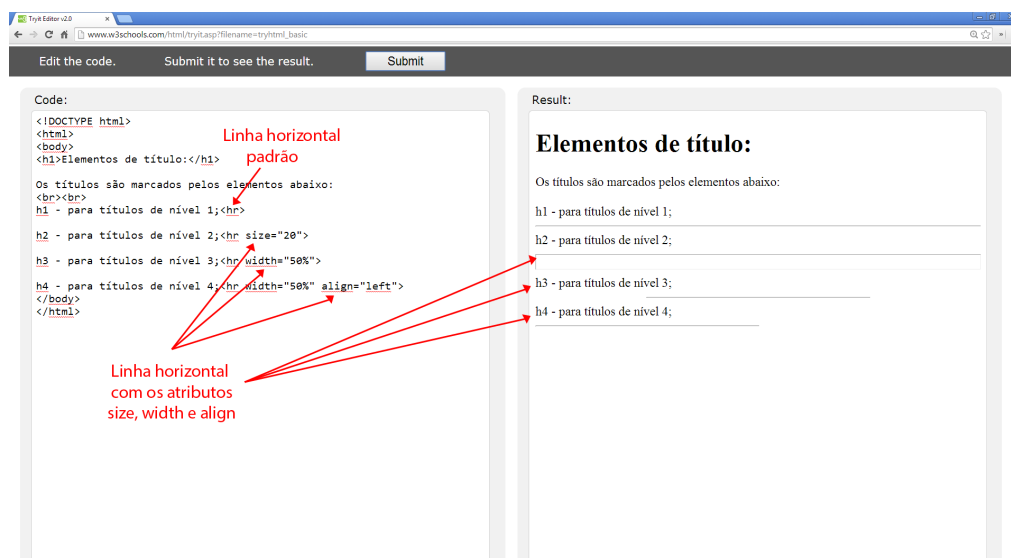 Tryit Editor v2.0
www.w3schools.com/html/tryit.asp?filename=tryhtml_basic
Edit the code. Submit it to see the result. Submit
Code:
<!DOCTYPE html>
<html>
<body>
<h1>Elementos de título:</h1>
Os títulos são marcados pelos elementos abaixo:
<br><br>
h1 - para títulos de nível 1;<hr>
h2 - para títulos de nível 2;<hr size="20">
h3 - para títulos de nível 3;<hr width="50%">
h4 - para títulos de nível 4;<hr width="50%" align="left">
</body>
</html>
Linha horizontal
padrão
Linha horizontal
com os atributos
size, width e align
Result:
Elementos de título:
Os títulos são marcados pelos elementos abaixo:
h1 - para títulos de nível 1;
h2 - para títulos de nível 2;
h3 - para títulos de nível 3;
h4 - para títulos de nível 4;